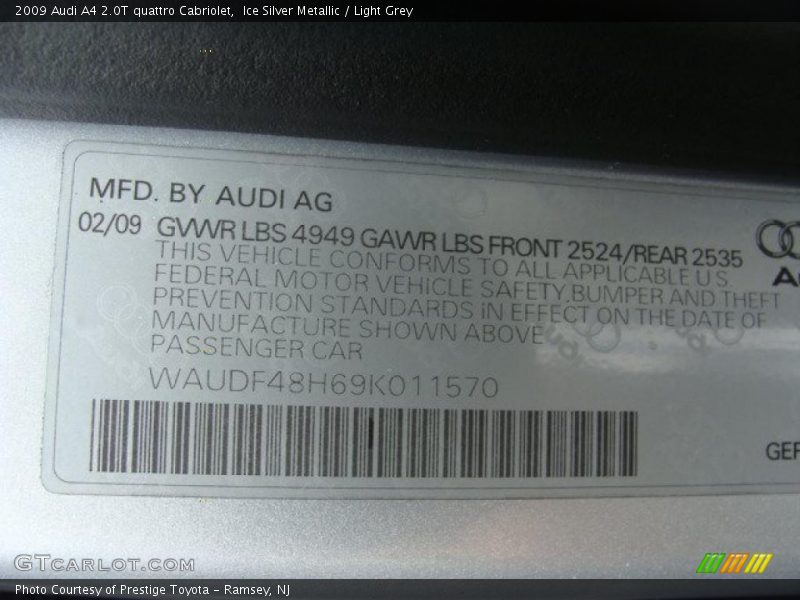 2009 Audi A4 2.0T quattro Cabriolet,  Ice Silver Metallic / Light Grey
MFD. BY AUDI AG
02/09 GVWR LBS 4949 GAWR LBS FRONT 2524/REAR 2535
THIS VEHICLE CONFORMS TO ALL APPLICABLE U.S.
FEDERAL MOTOR VEHICLE SAFETY,BUMPER AND THEFT
PREVENTION STANDARDS IN EFFECT ON THE DATE OF
MANUFACTURE SHOWN ABOVE
PASSENGER CAR
WAUDF48H69K011570
GTCARLOT.COM
Photo Courtesy of Prestige Toyota - Ramsey, NJ